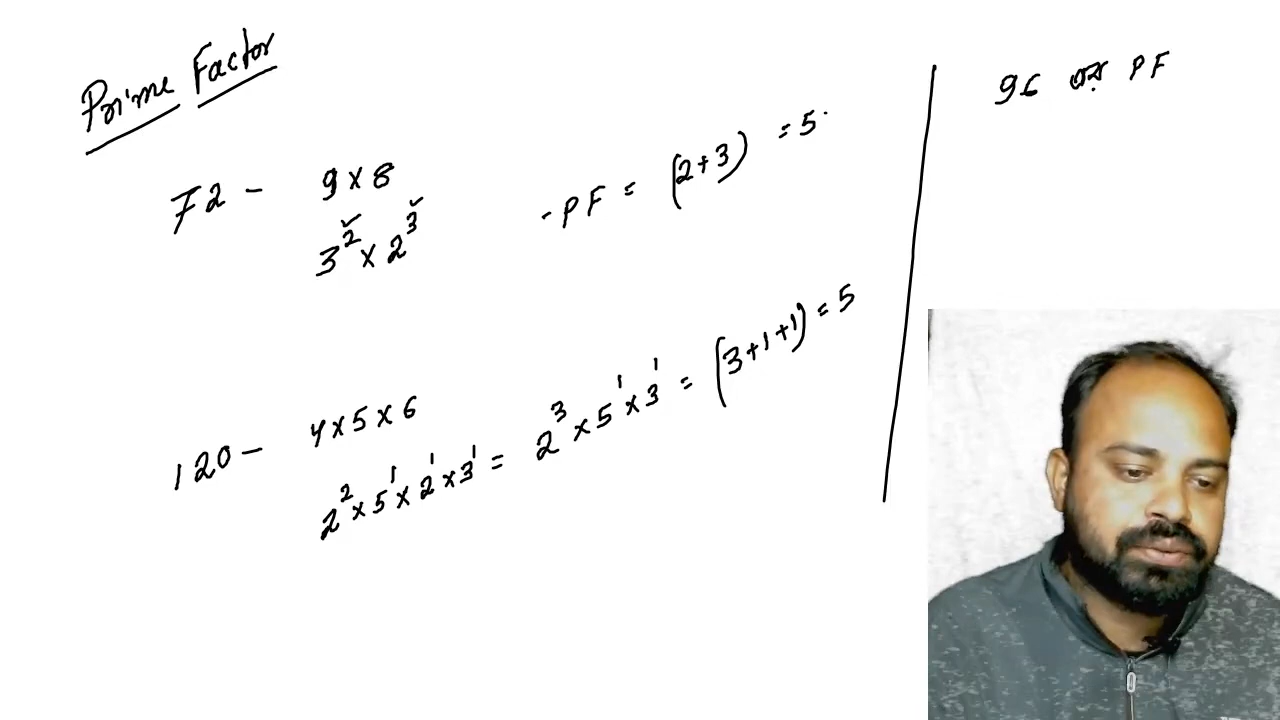 Prime Factor
72 - 9 x 8
3² x 2³
- PF = (2+3) = 5
120 - 4 x 5 x 6
2² x 5¹ x 2¹ x 3¹ = 2³ x 5¹ x 3¹ = (3+1+1) = 5
96 এর PF